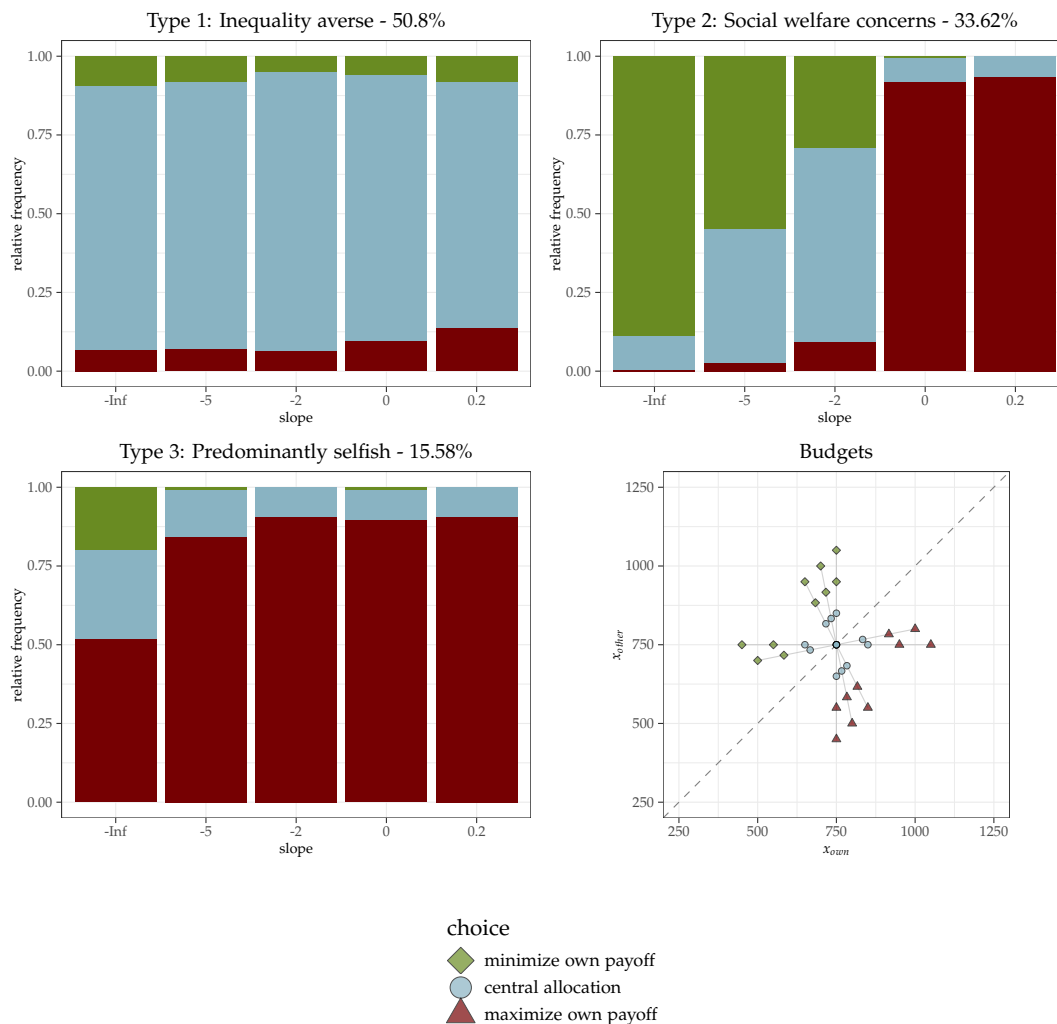 Type 1: Inequality averse - 50.8%
1.00
0.75
0.50
0.25
0.00
relative frequency
-Inf -5 -2 0 0.2
slope
Type 2: Social welfare concerns - 33.62%
1.00
0.75
0.50
0.25
0.00
relative frequency
-Inf -5 -2 0 0.2
slope
Type 3: Predominantly selfish - 15.58%
1.00
0.75
0.50
0.25
0.00
relative frequency
-Inf -5 -2 0 0.2
slope
Budgets
1250
1000
750
500
250
x_other
250 500 750 1000 1250
x_own
choice
minimize own payoff
central allocation
maximize own payoff